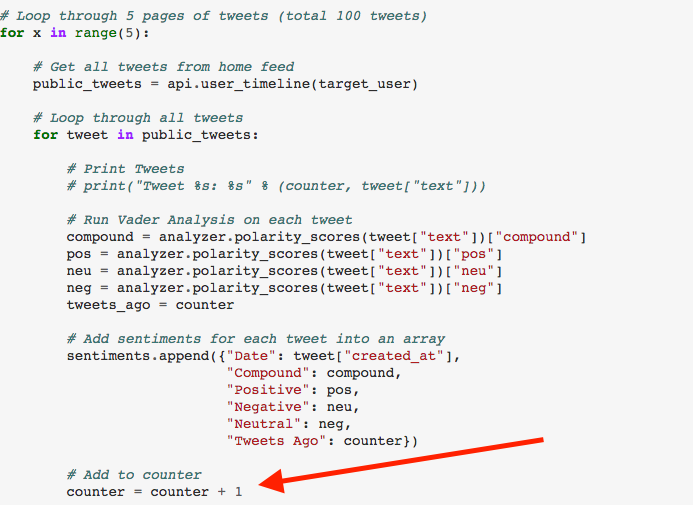 # Loop through 5 pages of tweets (total 100 tweets)
for x in range(5):
# Get all tweets from home feed
public_tweets = api.user_timeline(target_user)
# Loop through all tweets
for tweet in public_tweets:
# Print Tweets
# print("Tweet %s: %s" % (counter, tweet["text"]))
# Run Vader Analysis on each tweet
compound = analyzer.polarity_scores(tweet["text"])["compound"]
pos = analyzer.polarity_scores(tweet["text"])["pos"]
neu = analyzer.polarity_scores(tweet["text"])["neu"]
neg = analyzer.polarity_scores(tweet["text"])["neg"]
tweets_ago = counter
# Add sentiments for each tweet into an array
sentiments.append({"Date": tweet["created_at"],
"Compound": compound,
"Positive": pos,
"Negative": neu,
"Neutral": neg,
"Tweets Ago": counter})
# Add to counter
counter = counter + 1